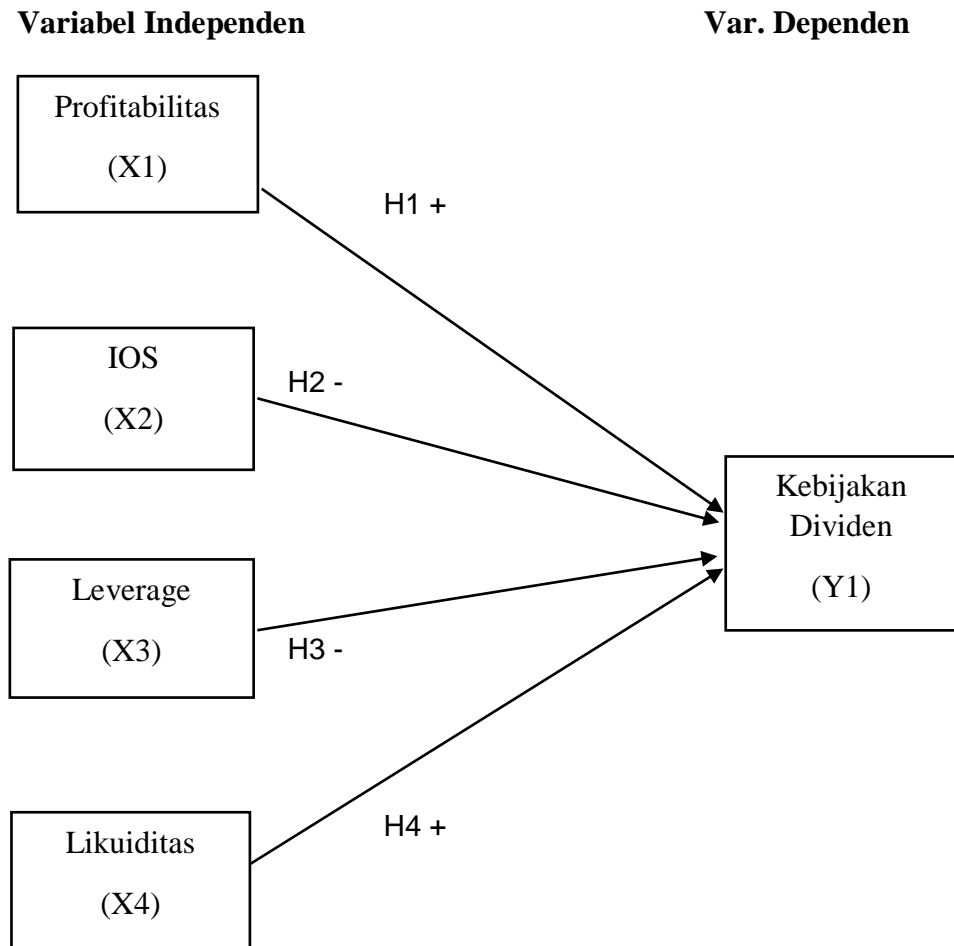 Variabel Independen
Var. Dependen
Profitabilitas
(X1)
H1 +
IOS
(X2)
H2 -
Kebijakan
Dividen
(Y1)
Leverage
(X3)
H3 -
Likuiditas
(X4)
H4 +